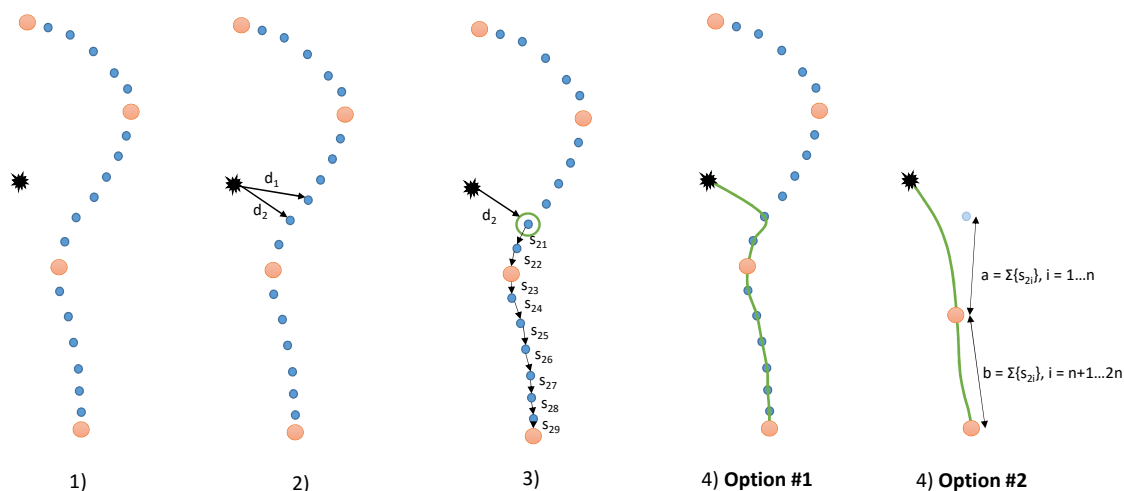 d₁
d₂
d₂
s₂₁
s₂₂
s₂₃
s₂₄
s₂₅
s₂₆
s₂₇
s₂₈
s₂₉
a = Σ{s₂ᵢ}, i = 1…n
b = Σ{s₂ᵢ}, i = n+1…2n
1)
2)
3)
4) Option #1
4) Option #2